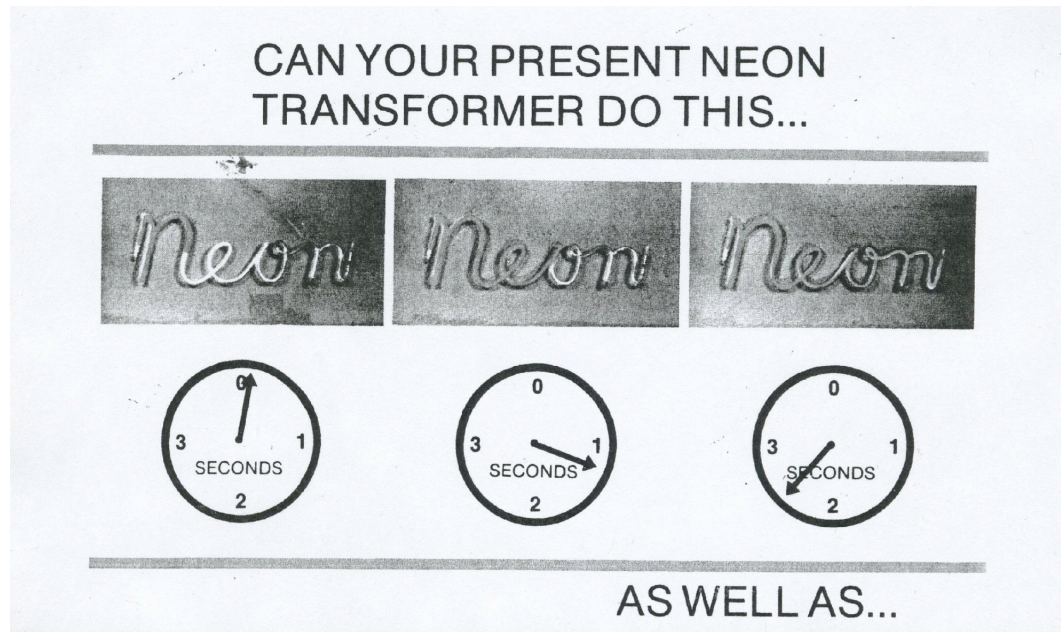 CAN YOUR PRESENT NEON
TRANSFORMER DO THIS...
Neon Neon Neon
0 0 0
3 1 3 1 3 1
SECONDS SECONDS SECONDS
2 2 2
AS WELL AS...